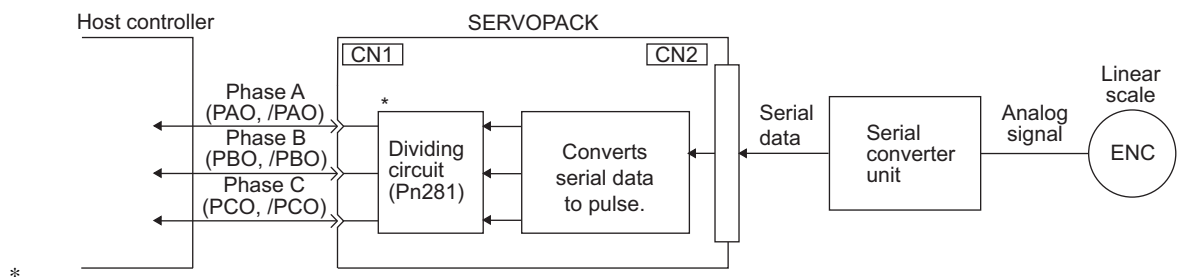 Host controller
SERVOPACK
CN1
CN2
Phase A
(PAO, /PAO)
Phase B
(PBO, /PBO)
Phase C
(PCO, /PCO)
*
Dividing
circuit
(Pn281)
Converts
serial data
to pulse.
Serial
data
Serial
converter
unit
Analog
signal
Linear
scale
ENC
*